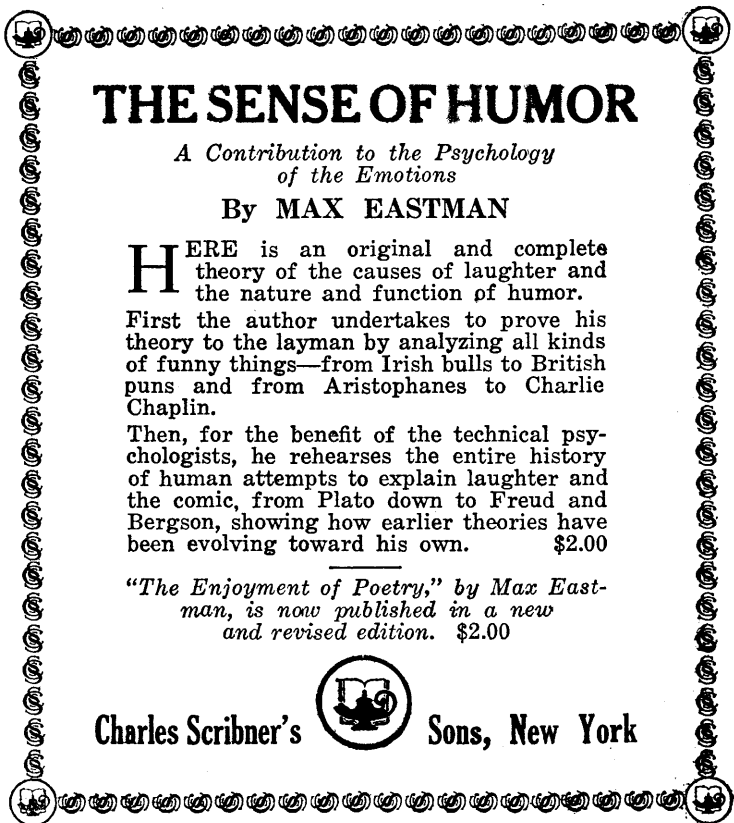 THE SENSE OF HUMOR
A Contribution to the Psychology
of the Emotions
By MAX EASTMAN
HERE is an original and complete
theory of the causes of laughter and
the nature and function of humor.
First the author undertakes to prove his
theory to the layman by analyzing all kinds
of funny things—from Irish bulls to British
puns and from Aristophanes to Charlie
Chaplin.
Then, for the benefit of the technical psy-
chologists, he rehearses the entire history
of human attempts to explain laughter and
the comic, from Plato down to Freud and
Bergson, showing how earlier theories have
been evolving toward his own. $2.00
"The Enjoyment of Poetry," by Max East-
man, is now published in a new
and revised edition. $2.00
Charles Scribner's Sons, New York